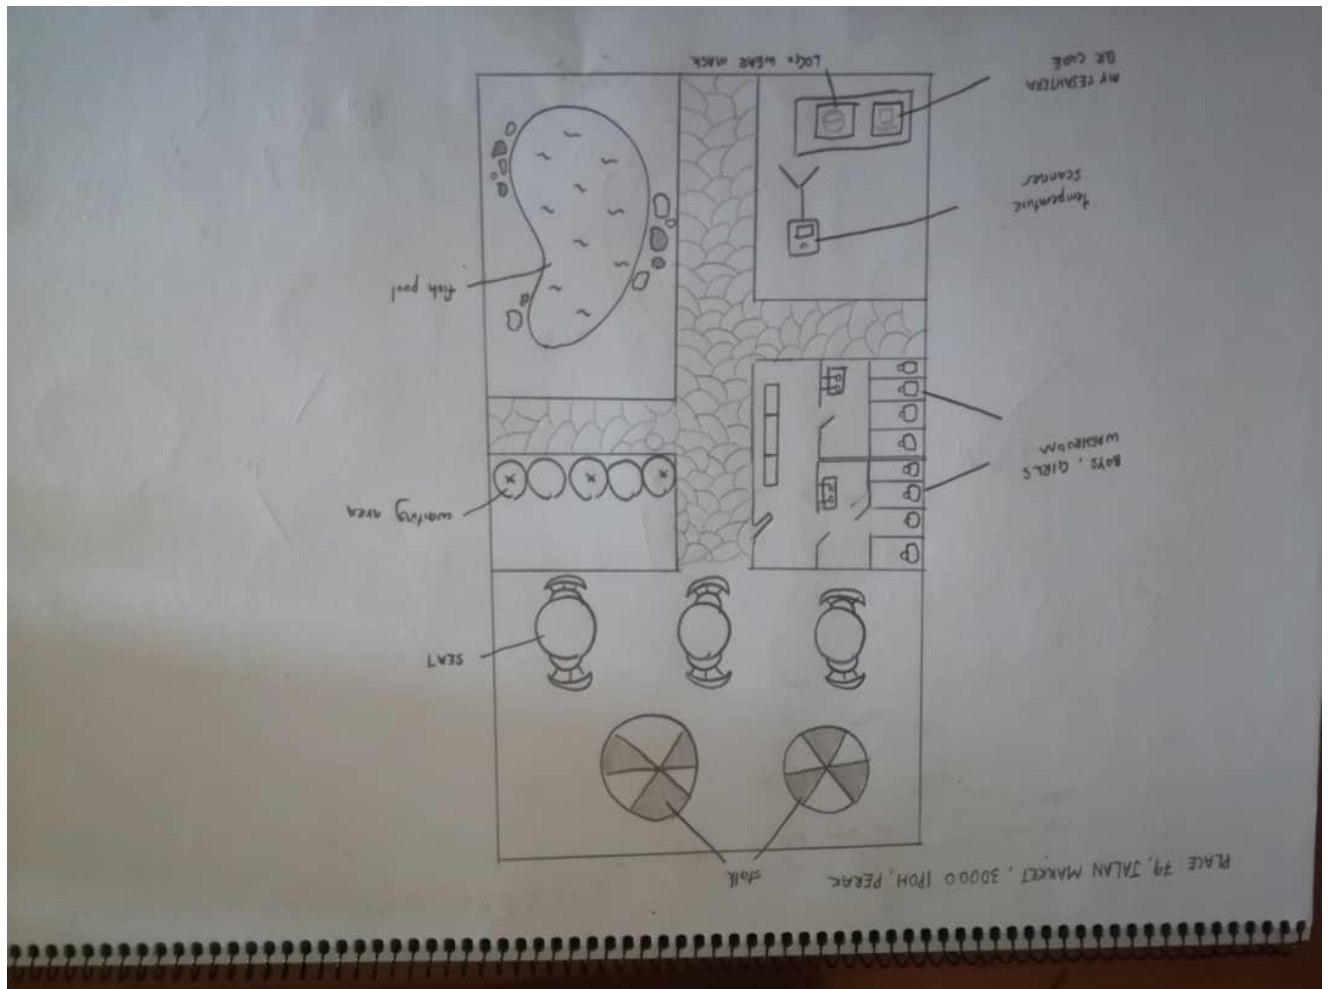 PLACE 79, JALAN MARKET, 30000 IPOH, PERAK
stall
SEAT
BOYS, GIRLS
WASHROOM
waiting area
fish pool
temperature
scanner
MY SEJAHTERA
QR CODE
LOGO WEAR MASK